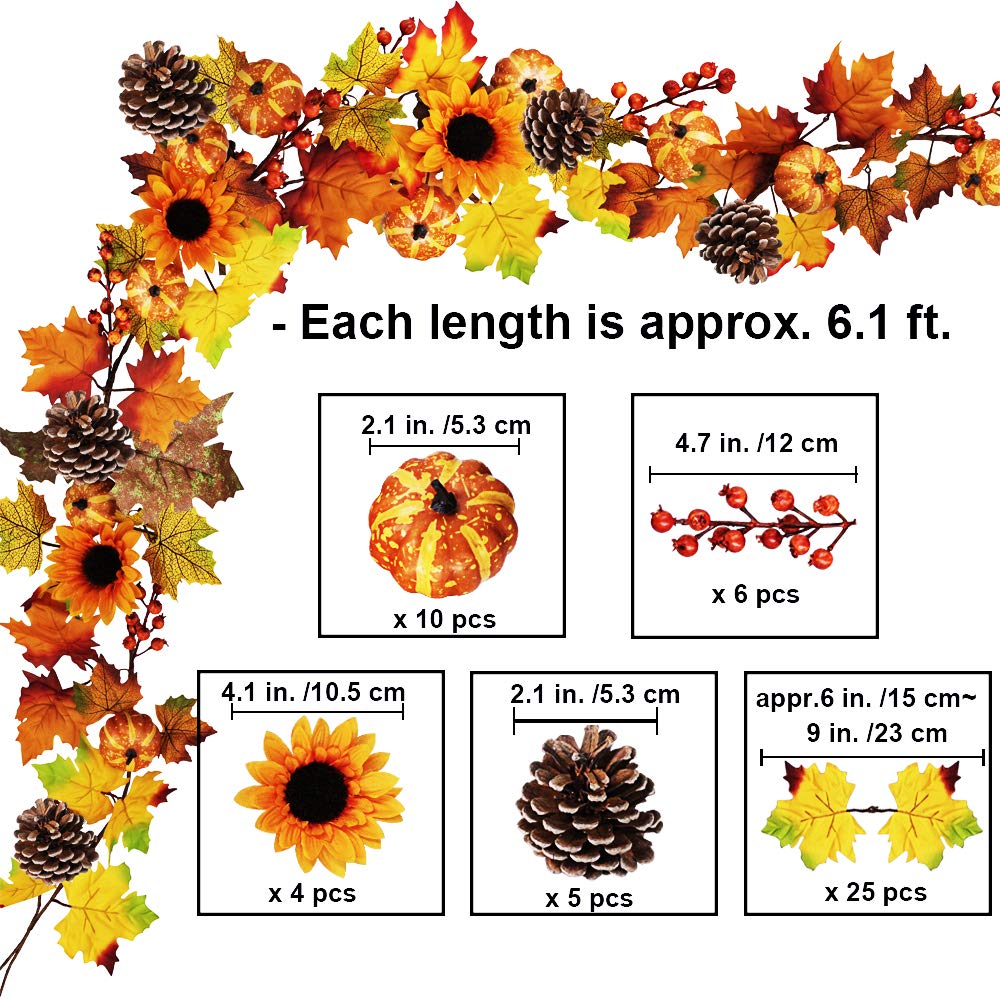 - Each length is approx. 6.1 ft.
2.1 in. /5.3 cm
x 10 pcs
4.7 in. /12 cm
x 6 pcs
4.1 in. /10.5 cm
x 4 pcs
2.1 in. /5.3 cm
x 5 pcs
appr.6 in. /15 cm~
9 in. /23 cm
x 25 pcs